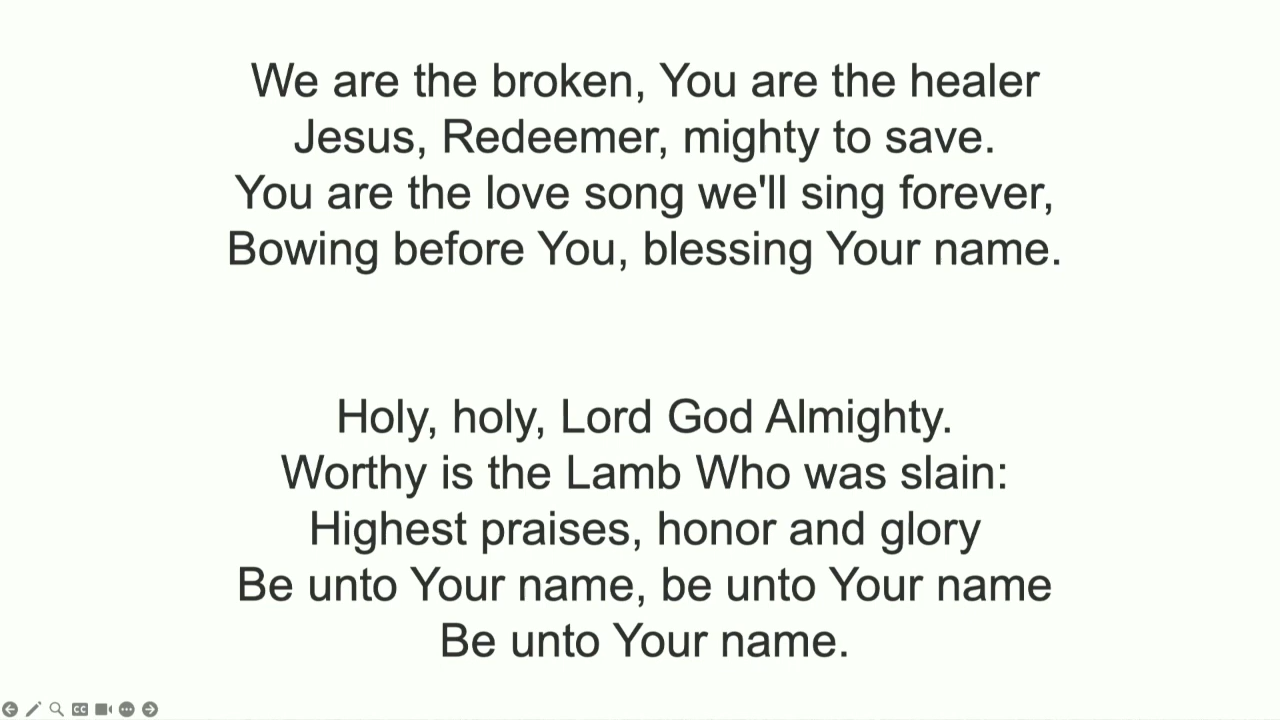 We are the broken, You are the healer
Jesus, Redeemer, mighty to save.
You are the love song we'll sing forever,
Bowing before You, blessing Your name.
Holy, holy, Lord God Almighty.
Worthy is the Lamb Who was slain:
Highest praises, honor and glory
Be unto Your name, be unto Your name
Be unto Your name.
CC